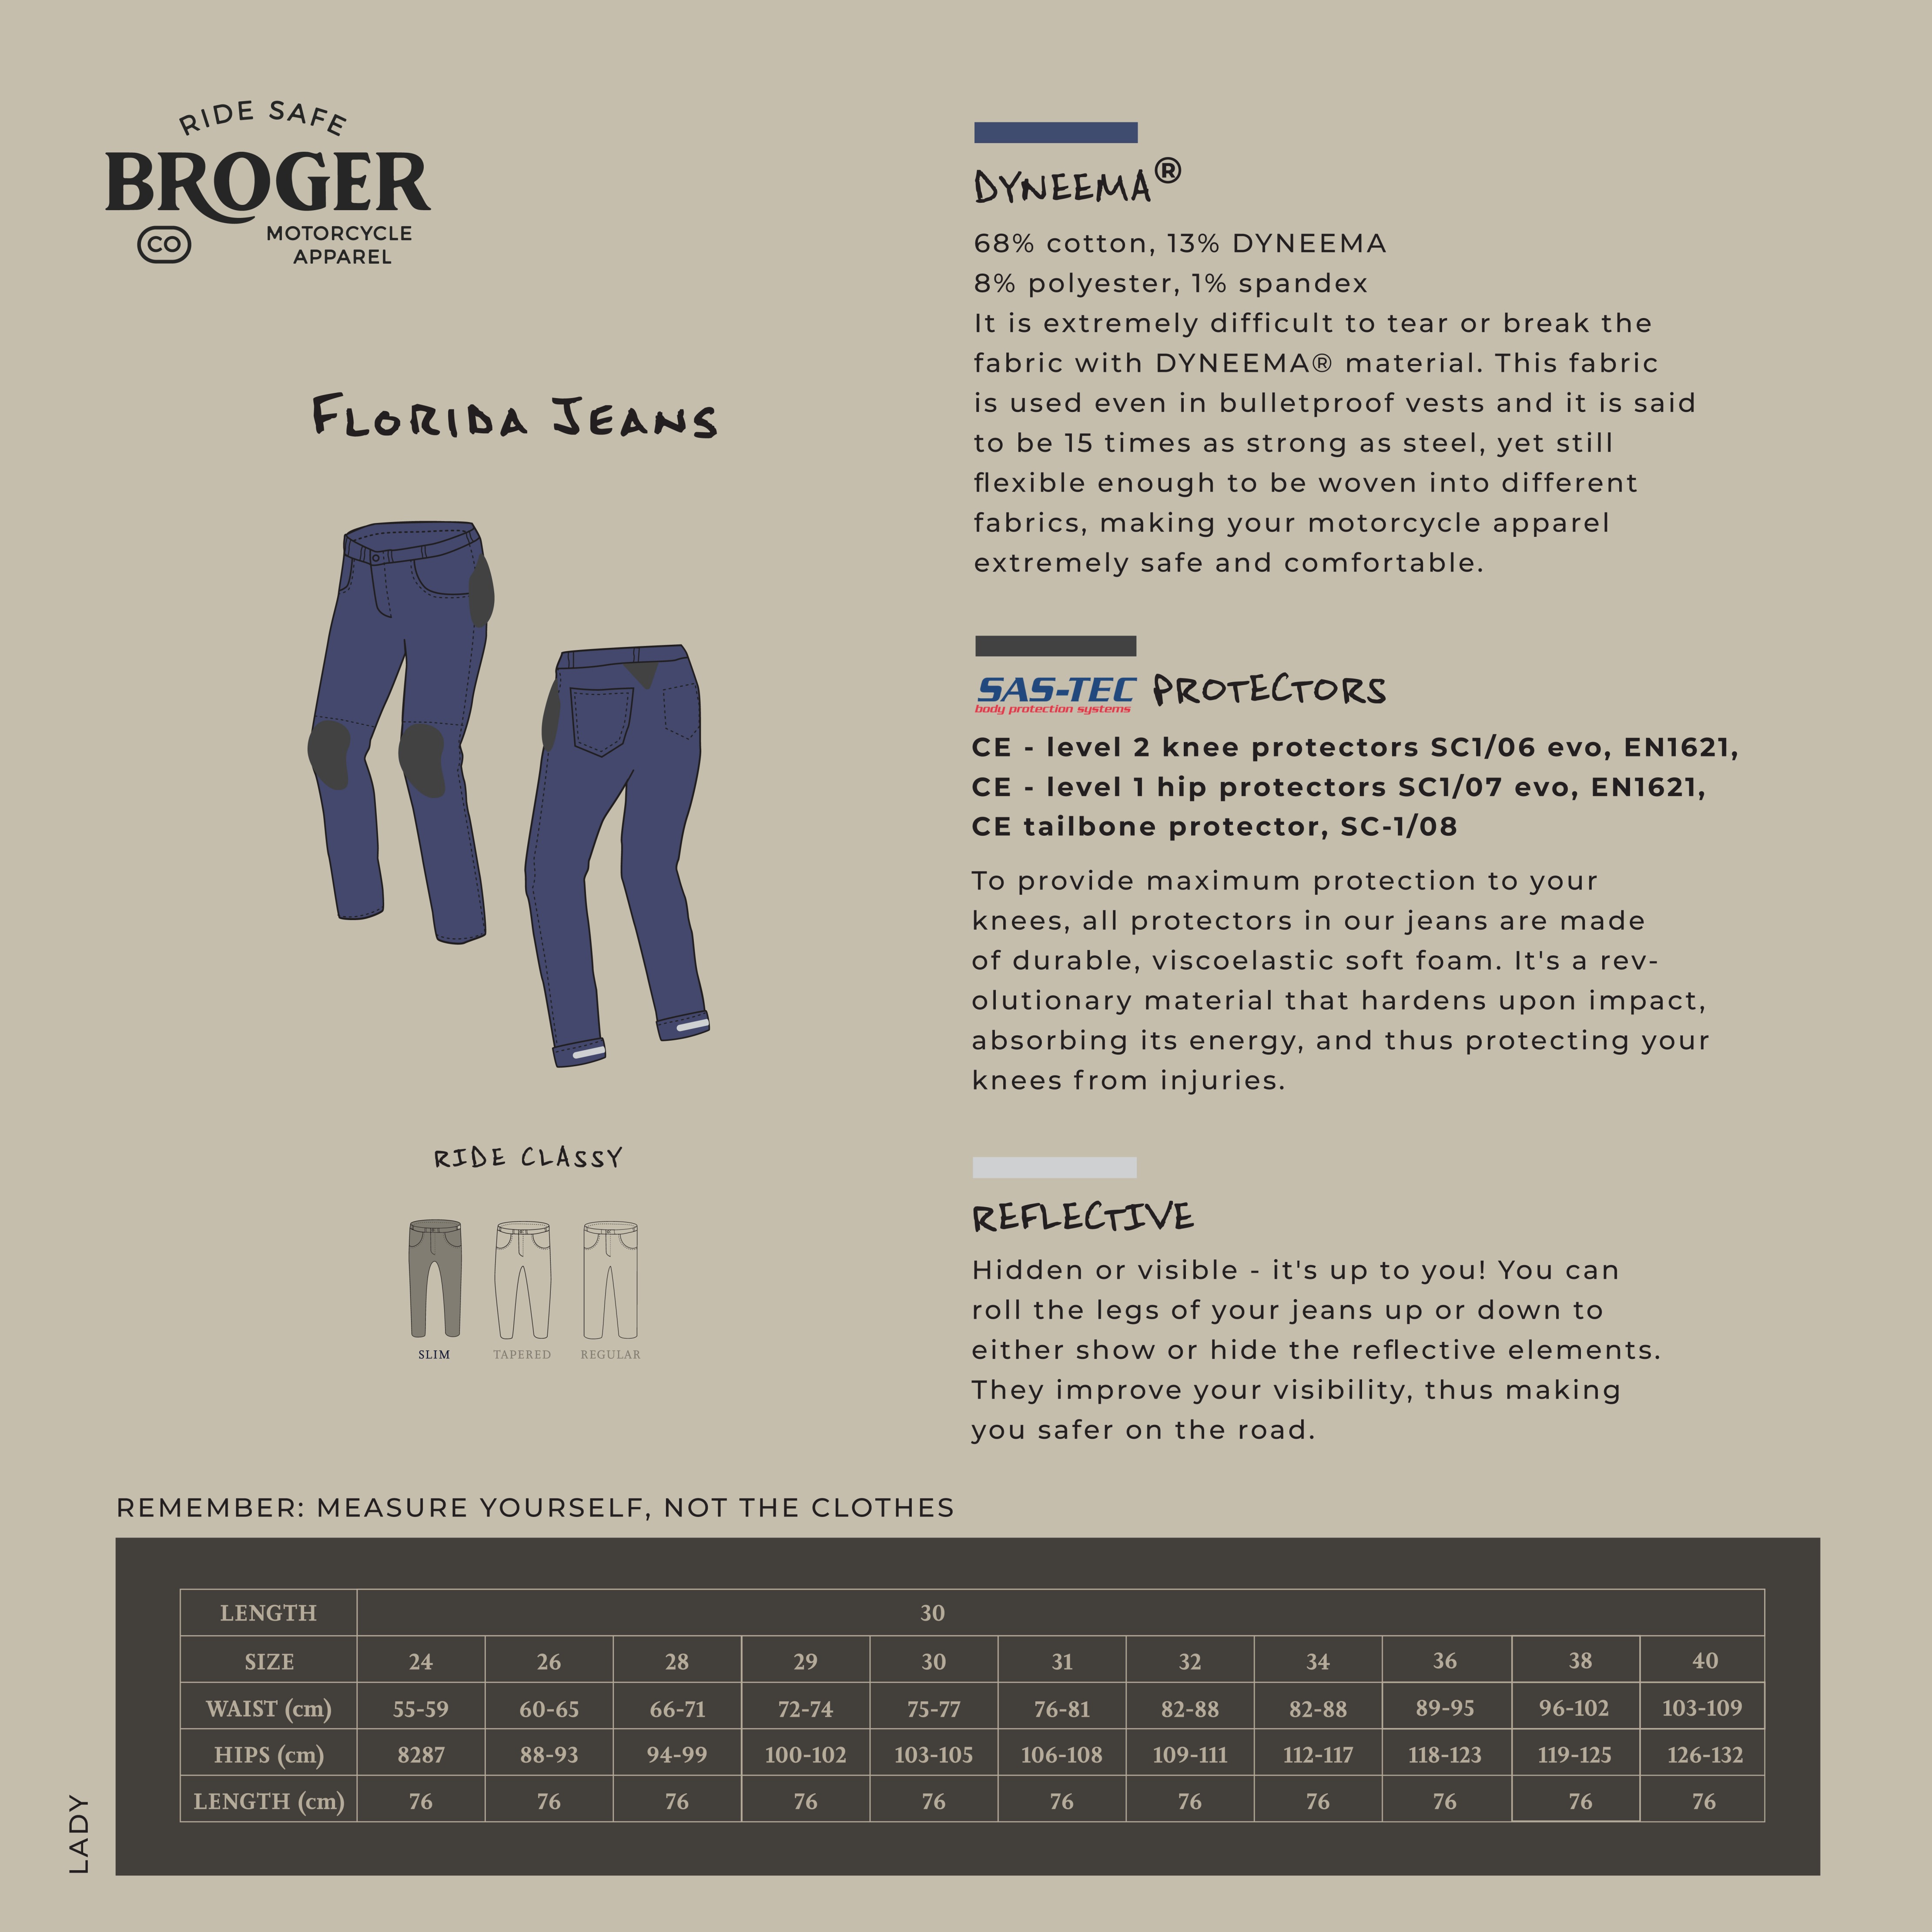 RIDE SAFE
BROGER
CO
MOTORCYCLE
APPAREL
FLORIDA JEANS
RIDE CLASSY
SLIM TAPERED REGULAR
DYNEEMA®
68% cotton, 13% DYNEEMA
8% polyester, 1% spandex
It is extremely difficult to tear or break the
fabric with DYNEEMA® material. This fabric
is used even in bulletproof vests and it is said
to be 15 times as strong as steel, yet still
flexible enough to be woven into different
fabrics, making your motorcycle apparel
extremely safe and comfortable.
SAS-TEC PROTECTORS
body protection systems
CE - level 2 knee protectors SC1/06 evo, EN1621,
CE - level 1 hip protectors SC1/07 evo, EN1621,
CE tailbone protector, SC-1/08
To provide maximum protection to your
knees, all protectors in our jeans are made
of durable, viscoelastic soft foam. It's a rev-
olutionary material that hardens upon impact,
absorbing its energy, and thus protecting your
knees from injuries.
REFLECTIVE
Hidden or visible - it's up to you! You can
roll the legs of your jeans up or down to
either show or hide the reflective elements.
They improve your visibility, thus making
you safer on the road.
REMEMBER: MEASURE YOURSELF, NOT THE CLOTHES
LENGTH 30
SIZE 24 26 28 29 30 31 32 34 36 38 40
WAIST (cm) 55-59 60-65 66-71 72-74 75-77 76-81 82-88 82-88 89-95 96-102 103-109
HIPS (cm) 8287 88-93 94-99 100-102 103-105 106-108 109-111 112-117 118-123 119-125 126-132
LENGTH (cm) 76 76 76 76 76 76 76 76 76 76 76
LADY